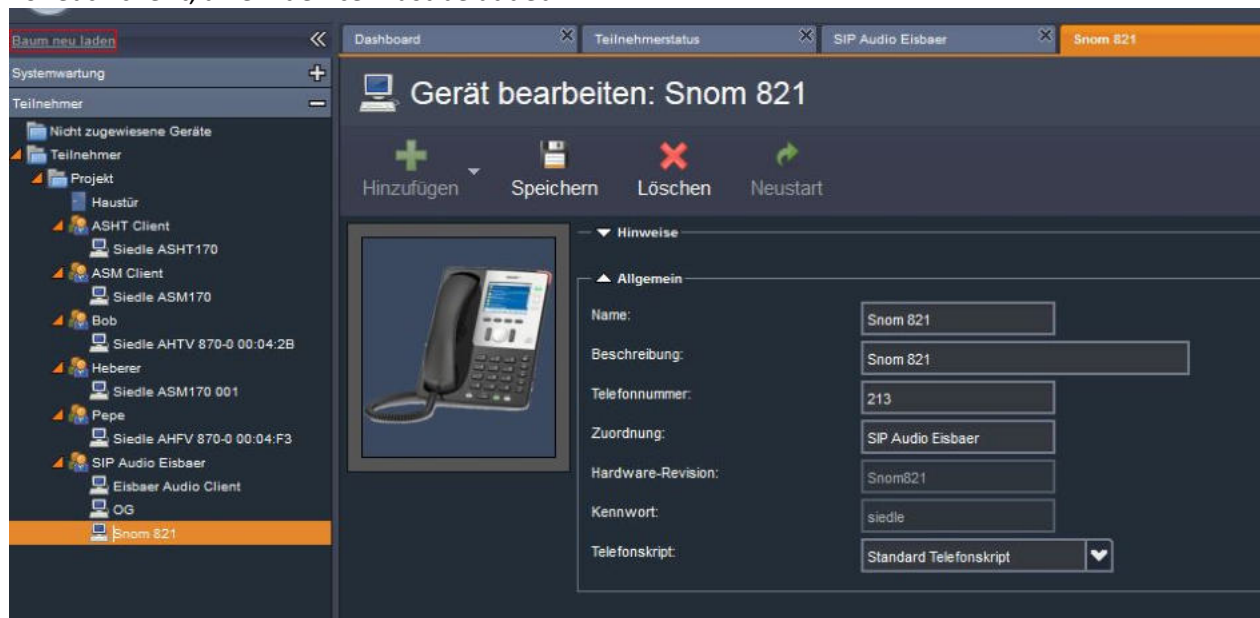 Baum neu laden
Systemwartung
Teilnehmer
Nicht zugewiesene Geräte
Teilnehmer
Projekt
Haustür
ASHT Client
Siedle ASHT170
ASM Client
Siedle ASM170
Bob
Siedle AHTV 870-0 00:04:2B
Heberer
Siedle ASM170 001
Pepe
Siedle AHFV 870-0 00:04:F3
SIP Audio Eisbaer
Eisbaer Audio Client
OG
Snom 821
Dashboard
Teilnehmerstatus
SIP Audio Eisbaer
Snom 821
Gerät bearbeiten: Snom 821
Hinzufügen Speichern Löschen Neustart
Hinweise
Allgemein
Name: Snom 821
Beschreibung: Snom 821
Telefonnummer: 213
Zuordnung: SIP Audio Eisbaer
Hardware-Revision: Snom821
Kennwort: siedle
Telefonskript: Standard Telefonskript